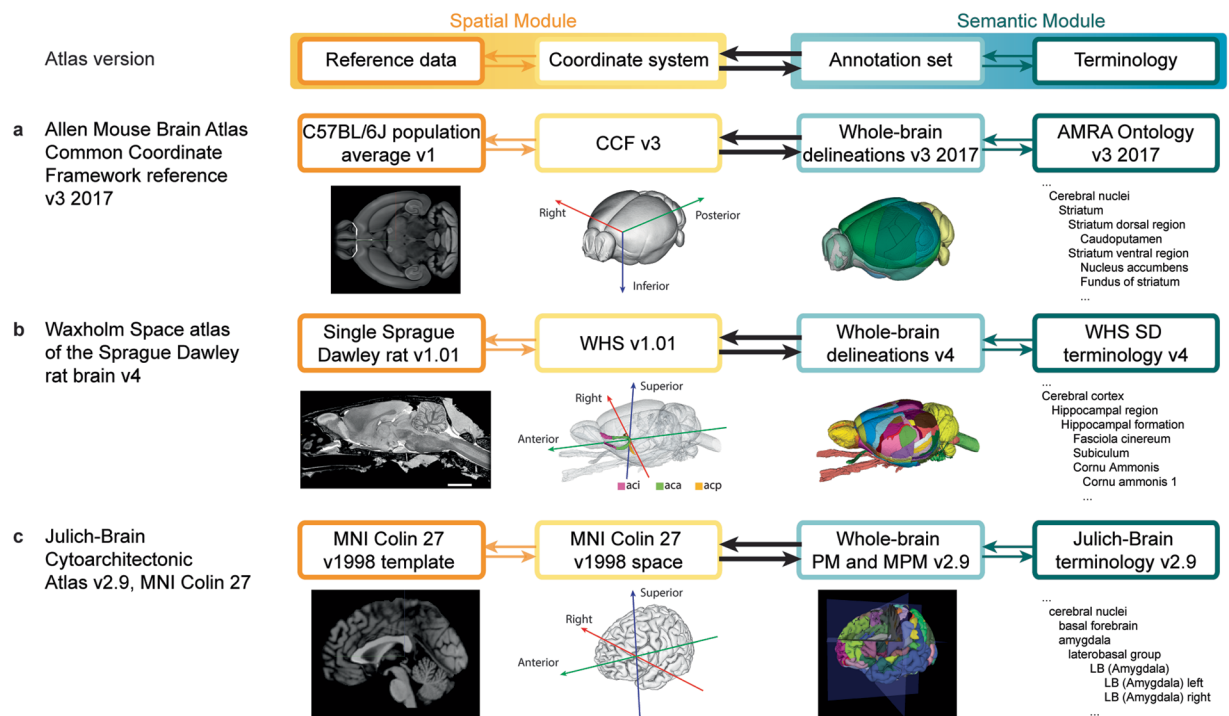 Spatial Module
Semantic Module
Atlas version
Reference data
Coordinate system
Annotation set
Terminology
a
Allen Mouse Brain Atlas
Common Coordinate
Framework reference
v3 2017
C57BL/6J population
average v1
CCF v3
Whole-brain
delineations v3 2017
AMRA Ontology
v3 2017
Right
Posterior
Inferior
...
Cerebral nuclei
Striatum
Striatum dorsal region
Caudoputamen
Striatum ventral region
Nucleus accumbens
Fundus of striatum
...
b
Waxholm Space atlas
of the Sprague Dawley
rat brain v4
Single Sprague
Dawley rat v1.01
WHS v1.01
Whole-brain
delineations v4
WHS SD
terminology v4
Superior
Right
Anterior
aci
aca
acp
...
Cerebral cortex
Hippocampal region
Hippocampal formation
Fasciola cinereum
Subiculum
Cornu Ammonis
Cornu ammonis 1
...
c
Julich-Brain
Cytoarchitectonic
Atlas v2.9, MNI Colin 27
MNI Colin 27
v1998 template
MNI Colin 27
v1998 space
Whole-brain
PM and MPM v2.9
Julich-Brain
terminology v2.9
Superior
Right
Anterior
...
cerebral nuclei
basal forebrain
amygdala
laterobasal group
LB (Amygdala)
LB (Amygdala) left
LB (Amygdala) right
...